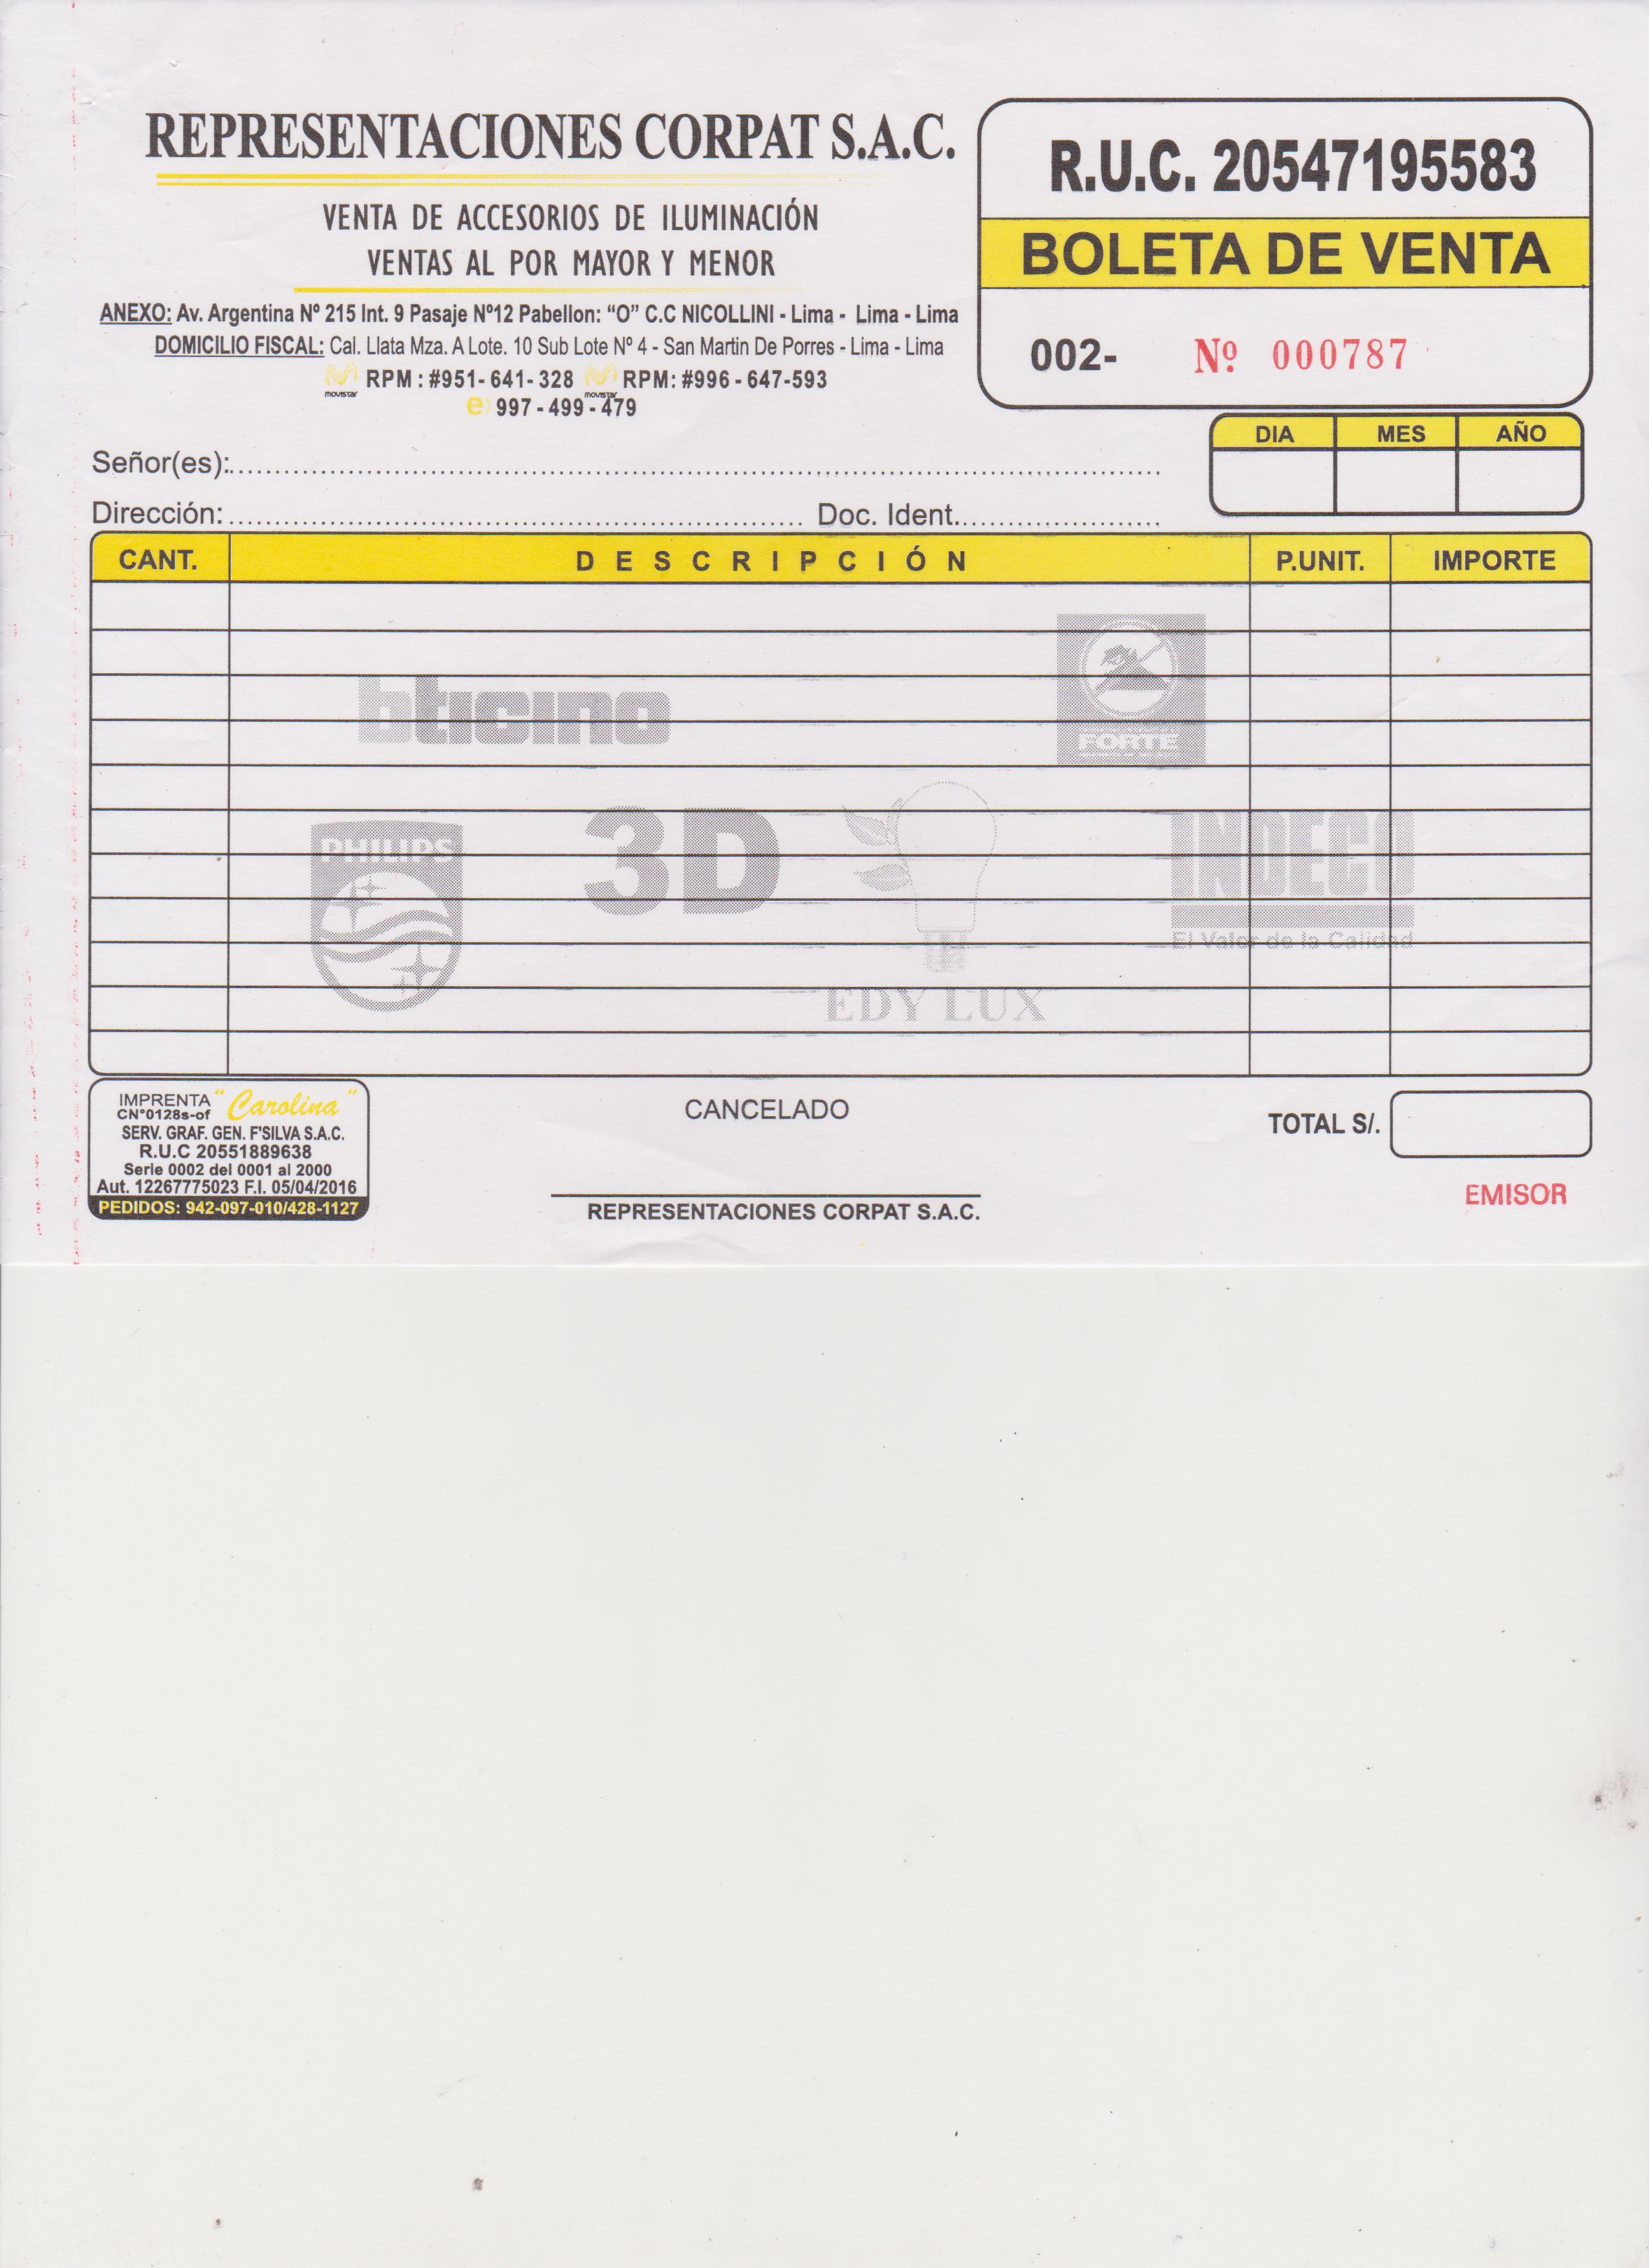 REPRESENTACIONES CORPAT S.A.C.
VENTA DE ACCESORIOS DE ILUMINACIÓN
VENTAS AL POR MAYOR Y MENOR
ANEXO: Av. Argentina Nº 215 Int. 9 Pasaje Nº12 Pabellon: “O” C.C NICOLLINI - Lima - Lima - Lima
DOMICILIO FISCAL: Cal. Llata Mza. A Lote. 10 Sub Lote Nº 4 - San Martin De Porres - Lima - Lima
movistar RPM : #951- 641- 328 movistar RPM: #996 - 647-593
e 997 - 499 - 479
R.U.C. 20547195583
BOLETA DE VENTA
002- Nº 000787
DIA MES AÑO
Señor(es):
Dirección: Doc. Ident.
CANT. DESCRIPCIÓN P.UNIT. IMPORTE
bticino
FORTE
PHILIPS
3D
EDY LUX
INDECO
El Valor de la Calidad
IMPRENTA "Carolina"
CN°0128s-of
SERV. GRAF. GEN. F'SILVA S.A.C.
R.U.C 20551889638
Serie 0002 del 0001 al 2000
Aut. 12267775023 F.I. 05/04/2016
PEDIDOS: 942-097-010/428-1127
CANCELADO
REPRESENTACIONES CORPAT S.A.C.
TOTAL S/.
EMISOR